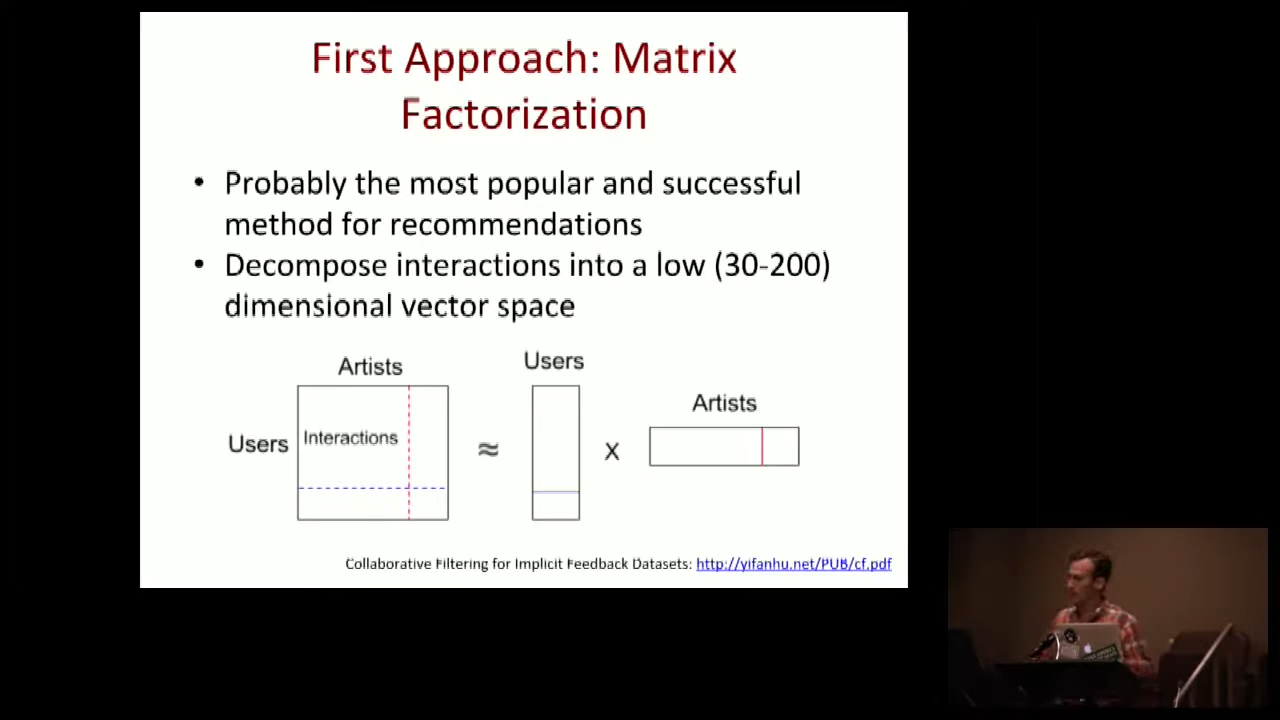 First Approach: Matrix
Factorization
• Probably the most popular and successful
method for recommendations
• Decompose interactions into a low (30-200)
dimensional vector space
Artists
Users
Interactions
≈
Users
x
Artists
Collaborative Filtering for Implicit Feedback Datasets: http://yifanhu.net/PUB/cf.pdf